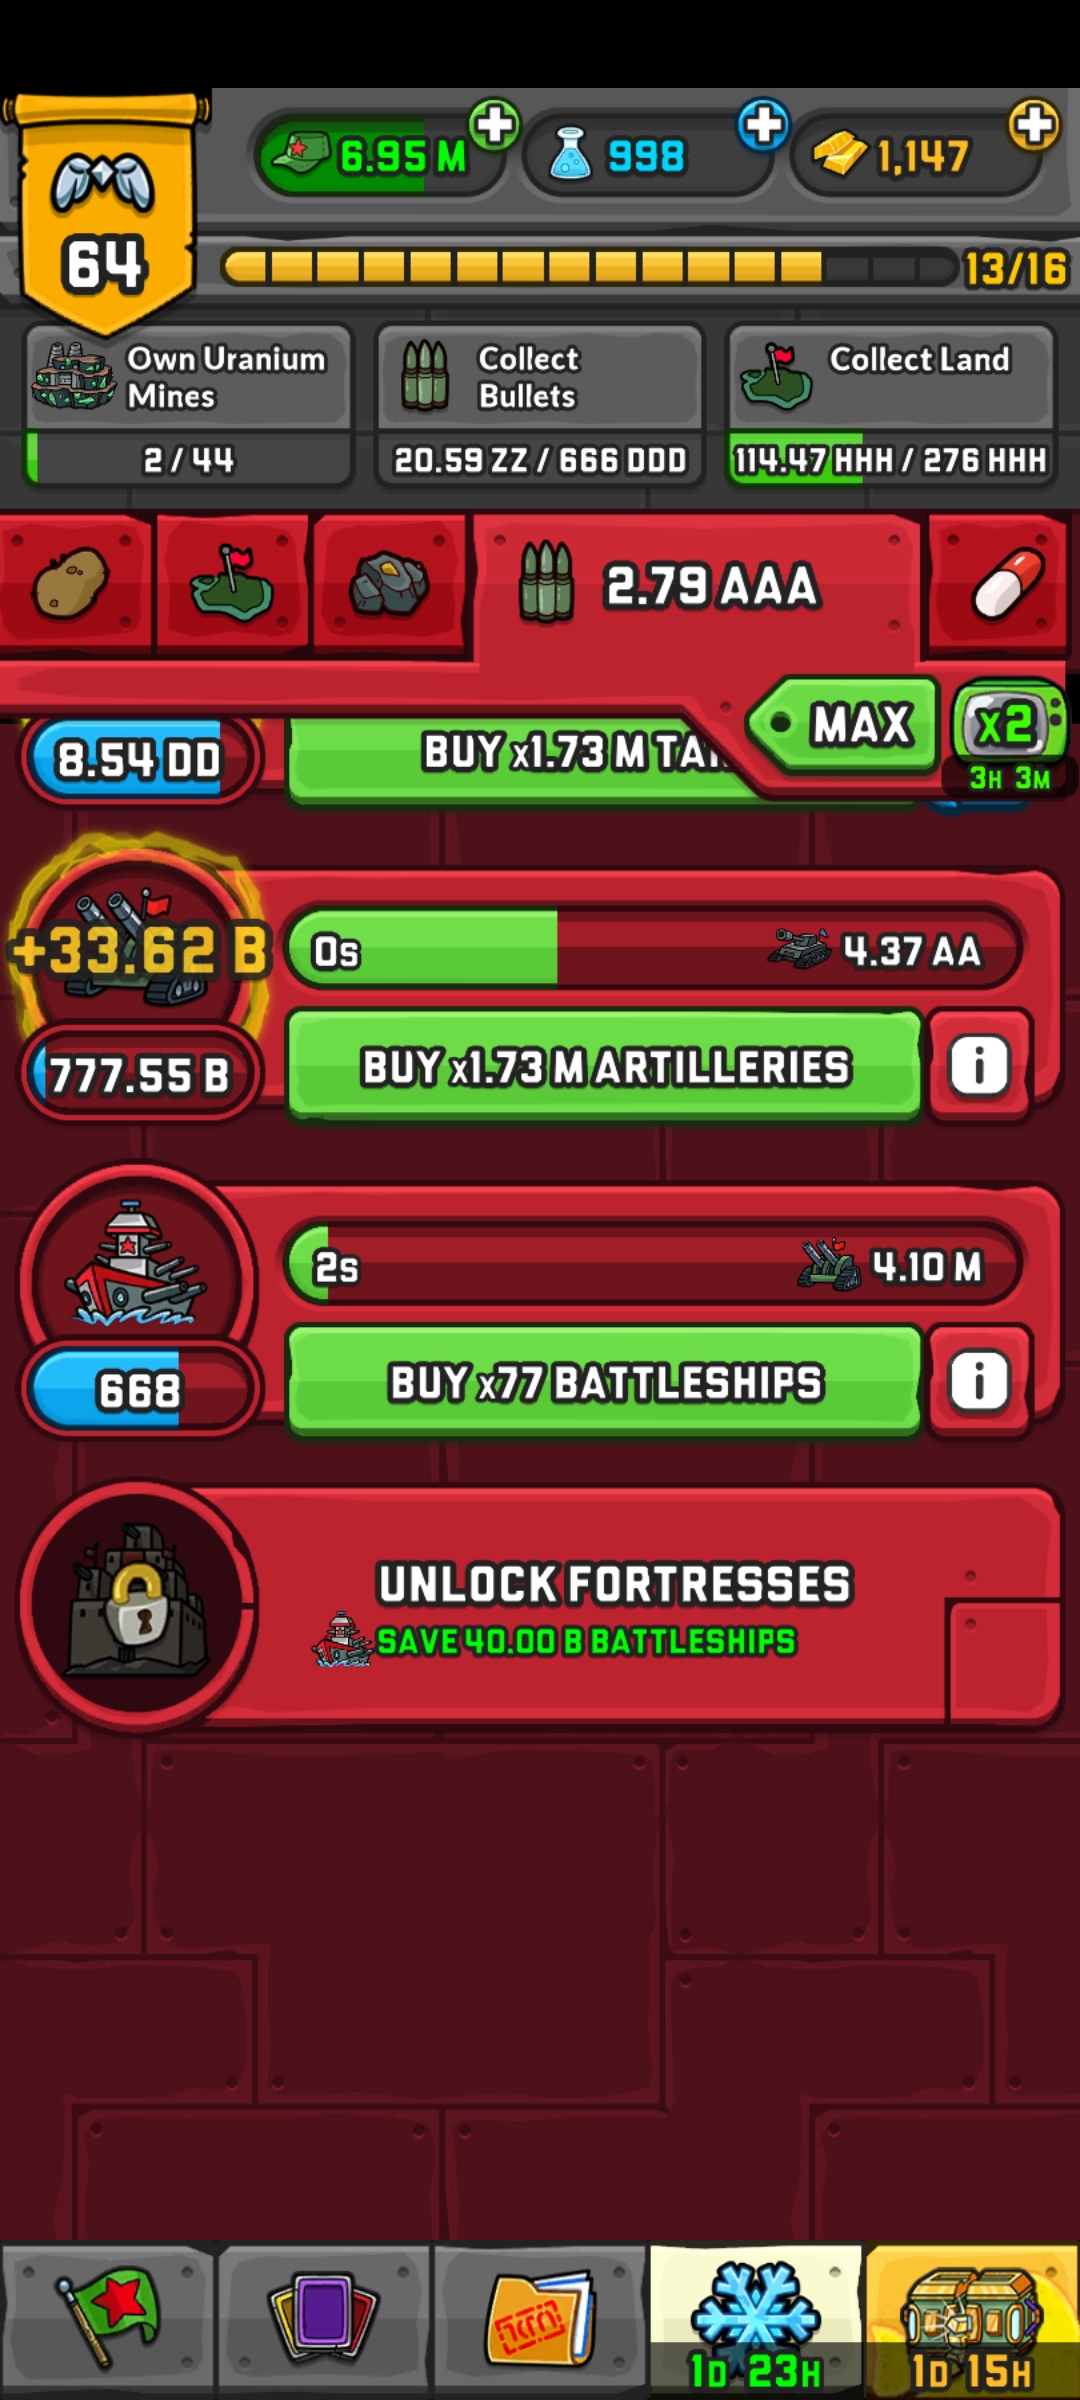 64
6.95 M
998
1,147
13/16
Own Uranium
Mines
2 / 44
Collect
Bullets
20.59 ZZ / 666 DDD
Collect Land
114.47 HHH / 276 HHH
2.79 AAA
MAX
x2
3H 3M
8.54 DD
BUY x1.73 M
+33.62 B
0s
4.37 AA
777.55 B
BUY x1.73 M ARTILLERIES
i
2s
4.10 M
668
BUY x77 BATTLESHIPS
i
UNLOCK FORTRESSES
SAVE 40.00 B BATTLESHIPS
1D 23H
1D 15H